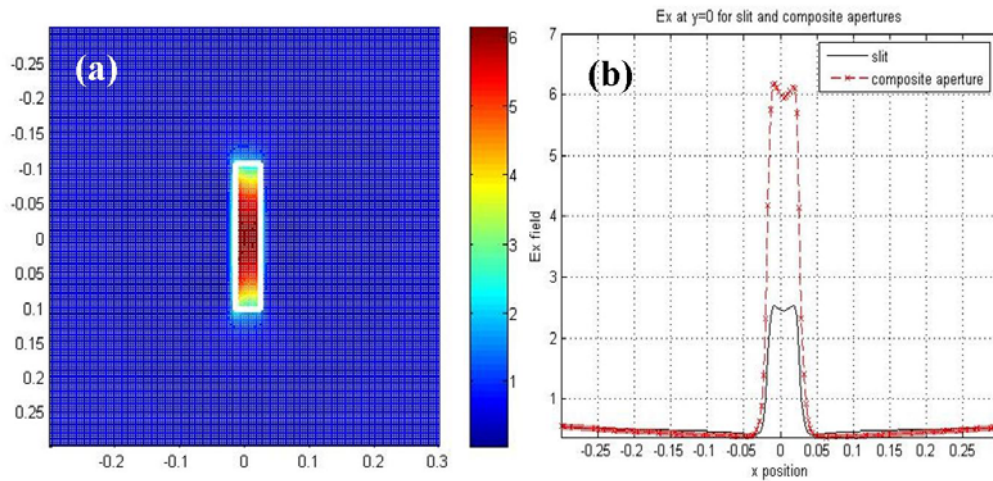 (a)
-0.25
-0.2
-0.15
-0.1
-0.05
0
0.05
0.1
0.15
0.2
0.25
-0.2 -0.1 0 0.1 0.2 0.3
6
5
4
3
2
1
Ex at y=0 for slit and composite apertures
(b)
slit
composite aperture
7
6
5
4
3
2
1
Ex field
-0.25 -0.2 -0.15 -0.1 -0.05 0 0.05 0.1 0.15 0.2 0.25
x position